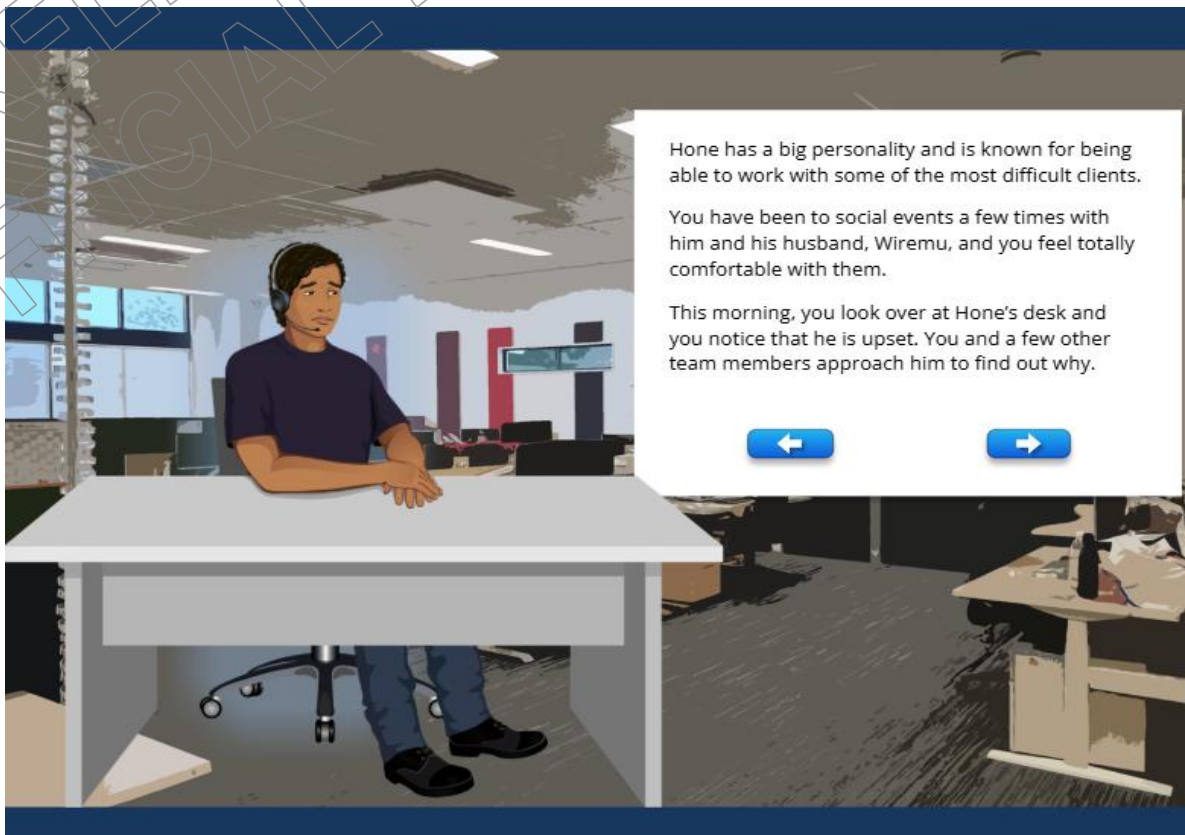 Hone has a big personality and is known for being
able to work with some of the most difficult clients.
You have been to social events a few times with
him and his husband, Wiremu, and you feel totally
comfortable with them.
This morning, you look over at Hone’s desk and
you notice that he is upset. You and a few other
team members approach him to find out why.